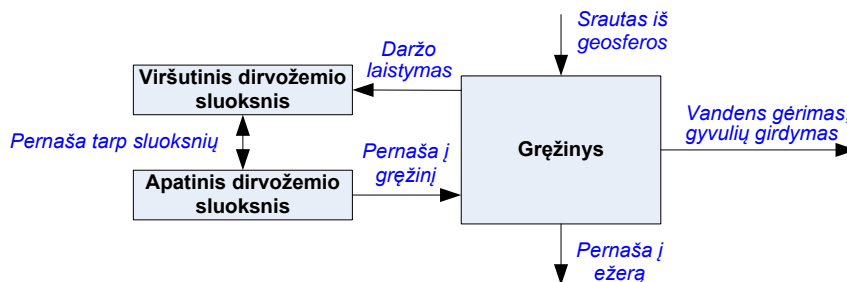 Srautas iš
geosferos
Daržo
laistymas
Viršutinis dirvožemio
sluoksnis
Vandens gėrimas,
gyvulių girdymas
Pernaša tarp sluoksnių
Gręžinys
Pernaša į
gręžinį
Apatinis dirvožemio
sluoksnis
Pernaša į
ežerą